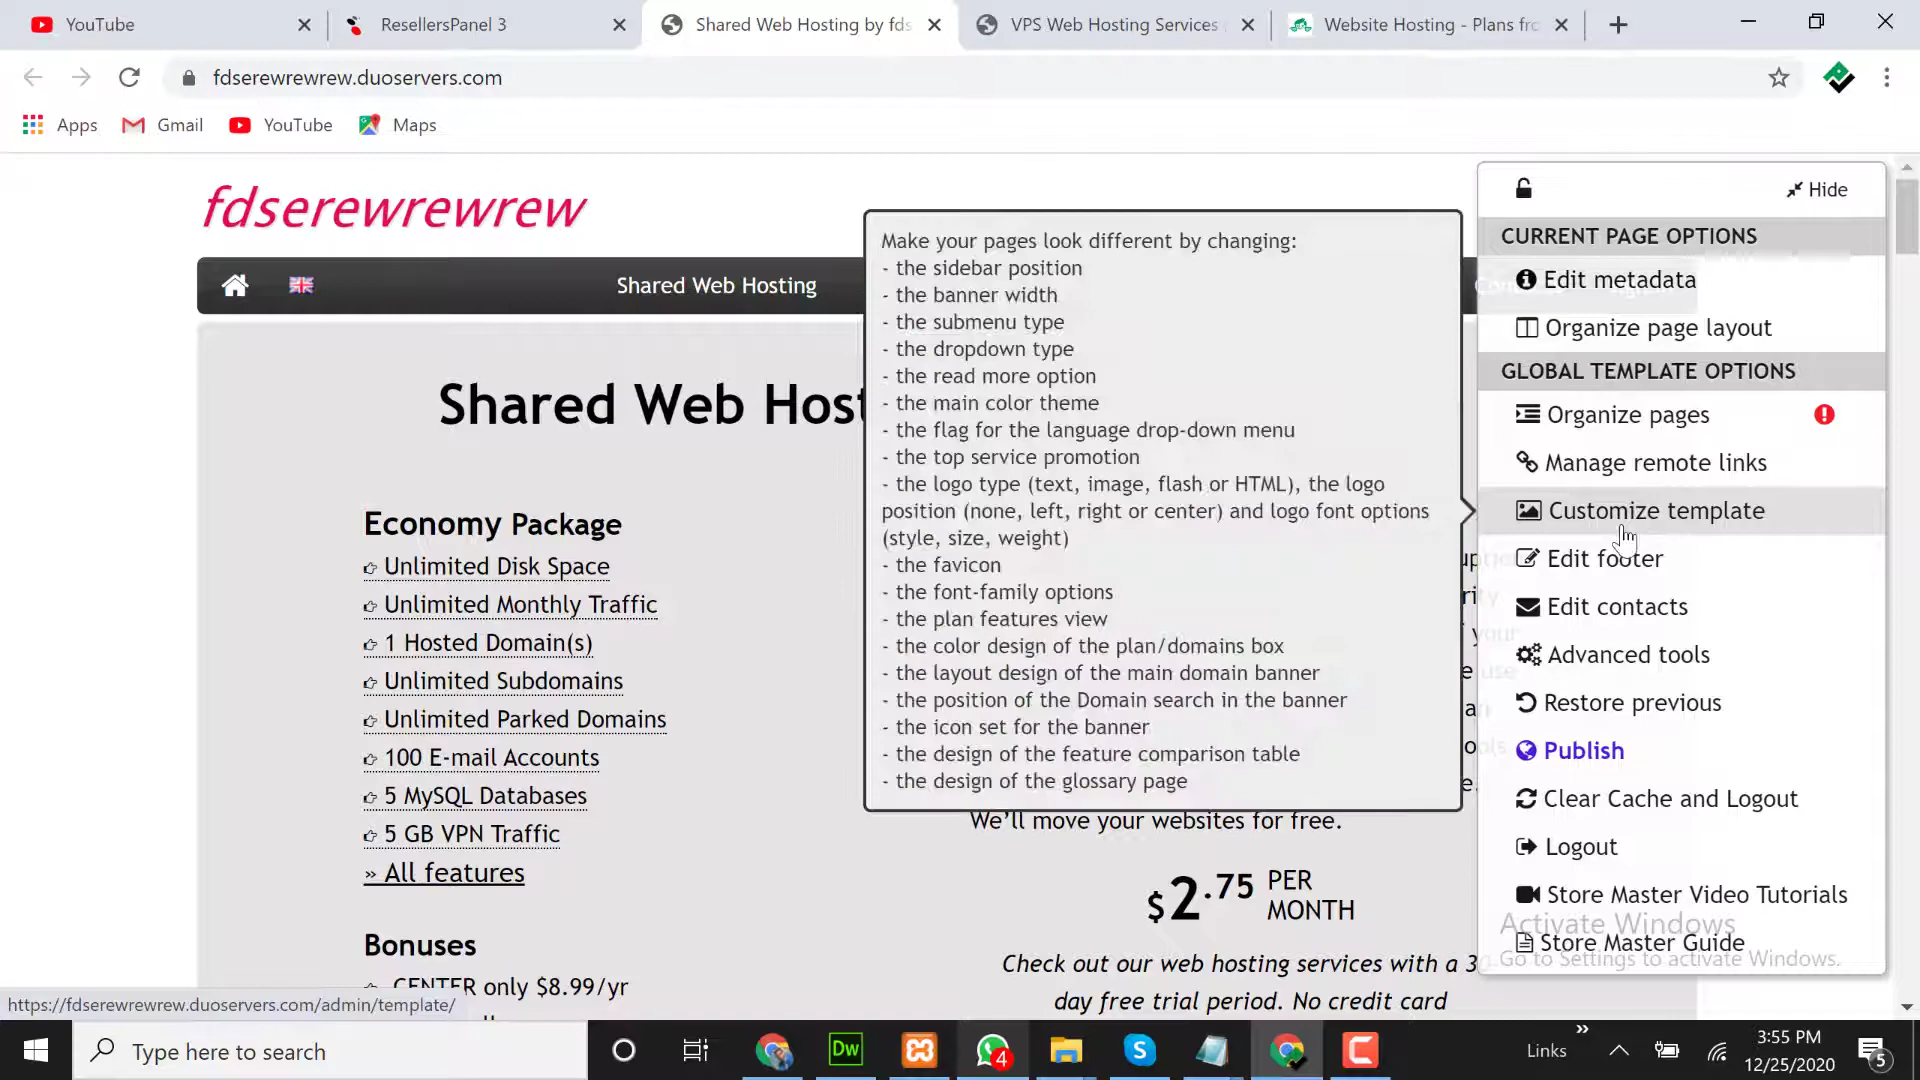 YouTube
ResellersPanel 3
Shared Web Hosting by fds
VPS Web Hosting Services
Website Hosting - Plans fro
fdserewrewrew.duoservers.com
Apps
Gmail
YouTube
Maps
fdserewrewrew
Shared Web Hosting
Shared Web Host
Economy Package
Unlimited Disk Space
Unlimited Monthly Traffic
1 Hosted Domain(s)
Unlimited Subdomains
Unlimited Parked Domains
100 E-mail Accounts
5 MySQL Databases
5 GB VPN Traffic
» All features
Bonuses
.CENTER only $8.99/yr
Make your pages look different by changing:
- the sidebar position
- the banner width
- the submenu type
- the dropdown type
- the read more option
- the main color theme
- the flag for the language drop-down menu
- the top service promotion
- the logo type (text, image, flash or HTML), the logo
position (none, left, right or center) and logo font options
(style, size, weight)
- the favicon
- the font-family options
- the plan features view
- the color design of the plan/domains box
- the layout design of the main domain banner
- the position of the Domain search in the banner
- the icon set for the banner
- the design of the feature comparison table
- the design of the glossary page
We'll move your websites for free.
$2.75 PER
MONTH
Check out our web hosting services with a 30
day free trial period. No credit card
Hide
CURRENT PAGE OPTIONS
Edit metadata
Organize page layout
GLOBAL TEMPLATE OPTIONS
Organize pages
Manage remote links
Customize template
Edit footer
Edit contacts
Advanced tools
Restore previous
Publish
Clear Cache and Logout
Logout
Store Master Video Tutorials
Store Master Guide
Activate Windows
Go to Settings to activate Windows.
https://fdserewrewrew.duoservers.com/admin/template/
Type here to search
Dw
4
Links
»
3:55 PM
12/25/2020
5